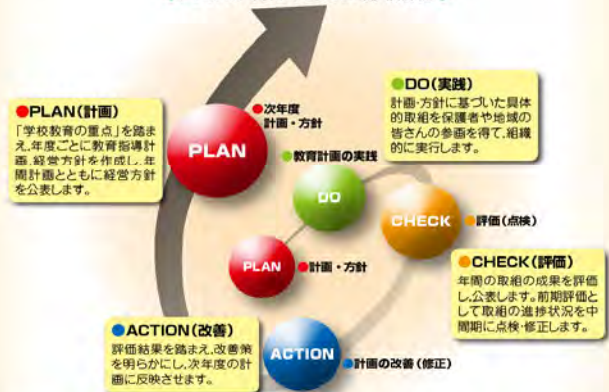 ●PLAN(計画)
「学校教育の重点」を踏ま
え、年度ごとに教育指導計
画、経営方針を作成し、年
間計画とともに経営方針
を公表します。
●次年度
計画・方針
PLAN
●DO(実践)
計画・方針に基づいた具体
的取組を保護者や地域の
皆さんの参画を得て、組織
的に実行します。
●教育計画の実践
DO
CHECK
●評価(点検)
PLAN
●計画・方針
●CHECK(評価)
年間の取組の成果を評価
し、公表します。前期評価と
して取組の進捗状況を中
間期に点検・修正します。
●ACTION(改善)
評価結果を踏まえ、改善策
を明らかにし、次年度の計
画に反映させます。
ACTION
●計画の改善(修正)